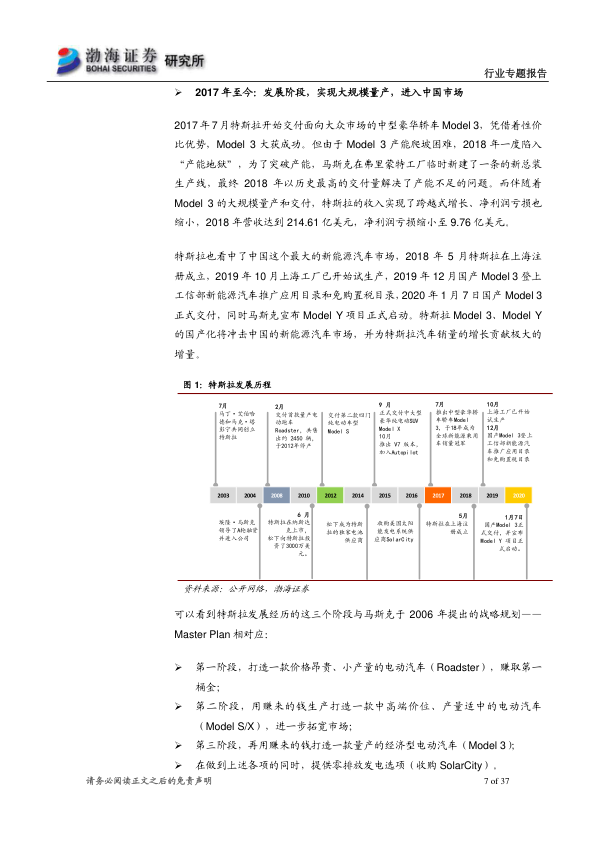 渤海证券 研究所
BOHAI SECURITIES
行业专题报告
➢ 2017 年至今：发展阶段，实现大规模量产，进入中国市场
2017 年 7 月特斯拉开始交付面向大众市场的中型豪华轿车 Model 3，凭借着性价
比优势，Model 3 大获成功。但由于 Model 3 产能爬坡困难，2018 年一度陷入
“产能地狱”，为了突破产能，马斯克在弗里蒙特工厂临时新建了一条的新总装
生产线，最终 2018 年以历史最高的交付量解决了产能不足的问题。而伴随着
Model 3 的大规模量产和交付，特斯拉的收入实现了跨越式增长、净利润亏损也
缩小，2018 年营收达到 214.61 亿美元，净利润亏损缩小至 9.76 亿美元。
特斯拉也看中了中国这个最大的新能源汽车市场，2018 年 5 月特斯拉在上海注
册成立，2019 年 10 月上海工厂已开始试生产，2019 年 12 月国产 Model 3 登上
工信部新能源汽车推广应用目录和免购置税目录，2020 年 1 月 7 日国产 Model 3
正式交付，同时马斯克宣布 Model Y 项目正式启动。特斯拉 Model 3、Model Y
的国产化将冲击中国的新能源汽车市场，并为特斯拉汽车销量的增长贡献极大的
增量。
图 1：特斯拉发展历程
7月
马丁·艾伯哈
德和马克·塔
彭宁共同创立
特斯拉
2月
交付首款量产电
动跑车
Roadster，共售
出约 2450 辆，
于2012年停产
交付第二款四门
纯电动车型
Model S
9 月
正式交付中大型
豪华纯电动SUV
Model X
10月
推出 V7 版本，
加入Autopilot
7月
推出中型豪华轿
车轿车Model
3，于18年成为
全球新能源乘用
车销量冠军
10月
上海工厂已开始
试生产
12月
国产Model 3登上
工信部新能源汽
车推广应用目录
和免购置税目录
2003 2004 2008 2010 2012 2014 2015 2016 2017 2018 2019 2020
埃隆·马斯克
领导了A轮融资
并进入公司
6 月
特斯拉在纳斯达
克上市，
松下向特斯拉投
资了3000万美
元。
松下成为特斯
拉的独家电池
供应商
收购美国太阳
能发电系统供
应商SolarCity
5月
特斯拉在上海注
册成立
1月7日
国产Model 3正
式交付，并宣布
Model Y 项目正
式启动。
资料来源：公开网络，渤海证券
可以看到特斯拉发展经历的这三个阶段与马斯克于 2006 年提出的战略规划——
Master Plan 相对应：
➢ 第一阶段，打造一款价格昂贵、小产量的电动汽车（Roadster），赚取第一
桶金；
➢ 第二阶段，用赚来的钱生产打造一款中高端价位、产量适中的电动汽车
（Model S/X），进一步拓宽市场；
➢ 第三阶段，再用赚来的钱打造一款量产的经济型电动汽车（Model 3）；
➢ 在做到上述各项的同时，提供零排放发电选项（收购 SolarCity）。
请务必阅读正文之后的免责声明
7 of 37